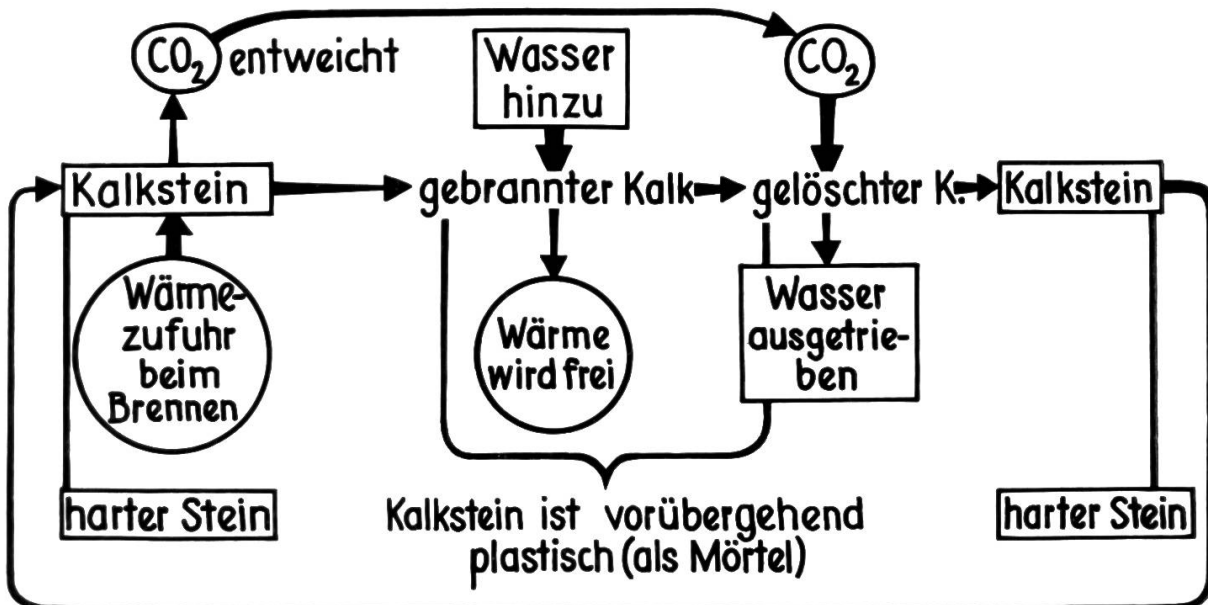 CO₂ entweicht
Wasser
hinzu
CO₂
Kalkstein
gebrannter Kalk
gelöschter K.
Kalkstein
Wärme-
zufuhr
beim
Brennen
Wärme
wird frei
Wasser
ausgetrie-
ben
harter Stein
Kalkstein ist vorübergehend
plastisch (als Mörtel)
harter Stein